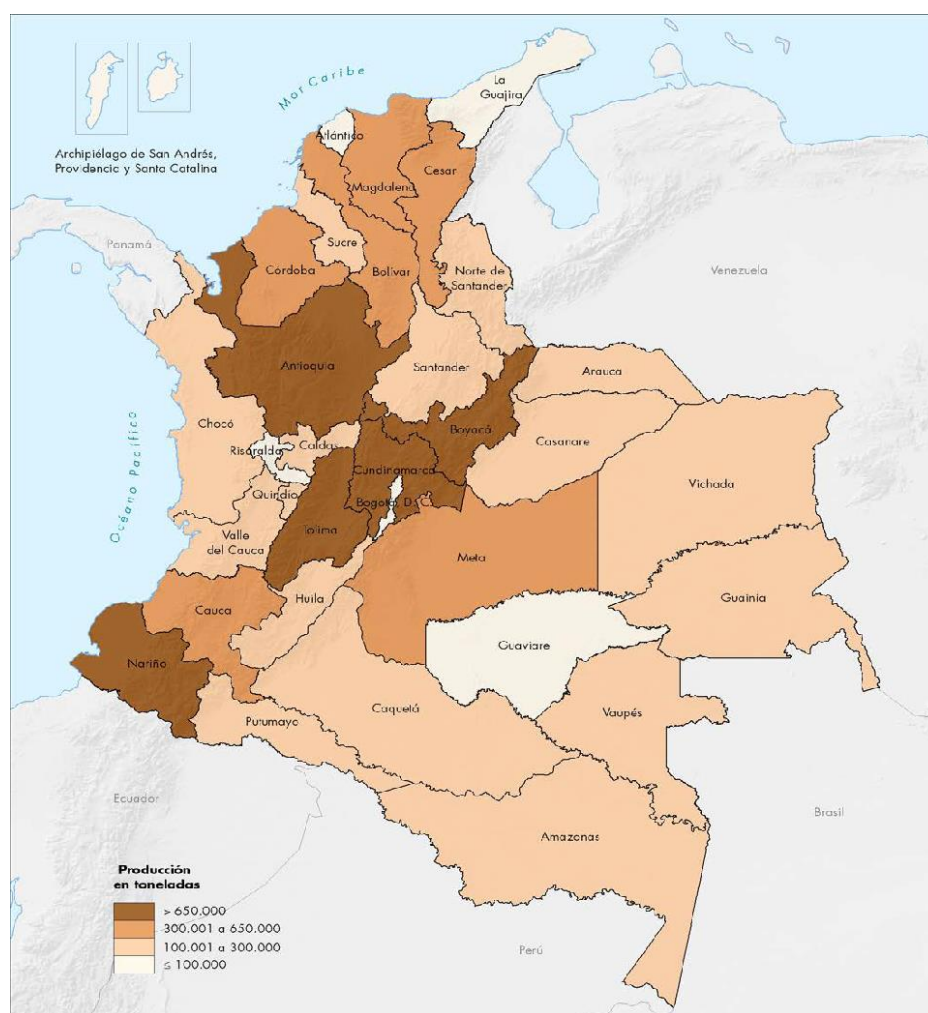 Mar Caribe
La
Guajira
Atlántico
Archipiélago de San Andrés,
Providencia y Santa Catalina
Magdalena
Cesar
Panamá
Sucre
Córdoba
Bolívar
Norte de
Santander
Venezuela
Antioquia
Santander
Arauca
Océano Pacífico
Chocó
Boyacá
Casanare
Risaralda
Caldas
Cundinamarca
Vichada
Quindío
Bogotá, D. C.
Tolima
Valle
del Cauca
Meta
Huila
Guainía
Cauca
Guaviare
Nariño
Caquetá
Vaupés
Putumayo
Ecuador
Brasil
Amazonas
Producción
en toneladas
> 650.000
300.001 a 650.000
100.001 a 300.000
≤ 100.000
Perú